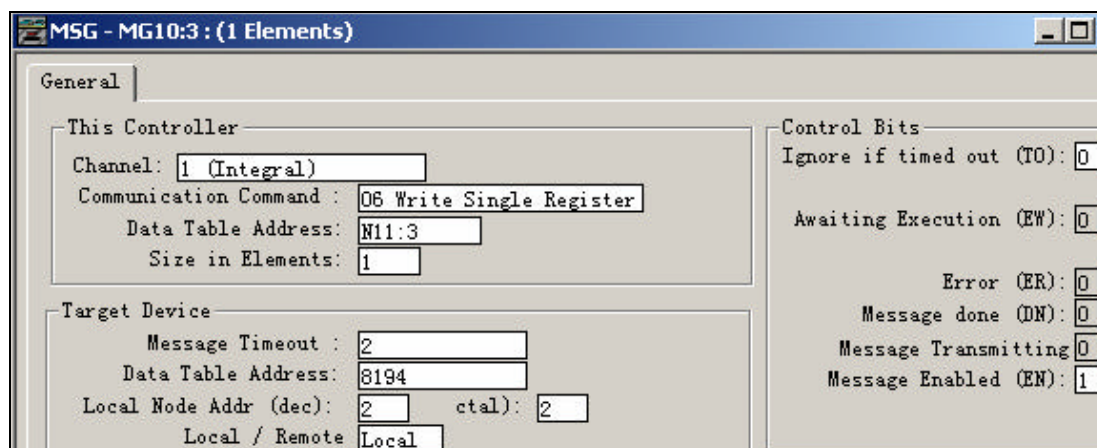 MSG - MG10:3 : (1 Elements)
General
This Controller
Channel: 1 (Integral)
Communication Command : 06 Write Single Register
Data Table Address: N11:3
Size in Elements: 1
Target Device
Message Timeout : 2
Data Table Address: 8194
Local Node Addr (dec): 2 ctal): 2
Local / Remote Local
Control Bits
Ignore if timed out (TO): 0
Awaiting Execution (EW): 0
Error (ER): 0
Message done (DN): 0
Message Transmitting 0
Message Enabled (EN): 1